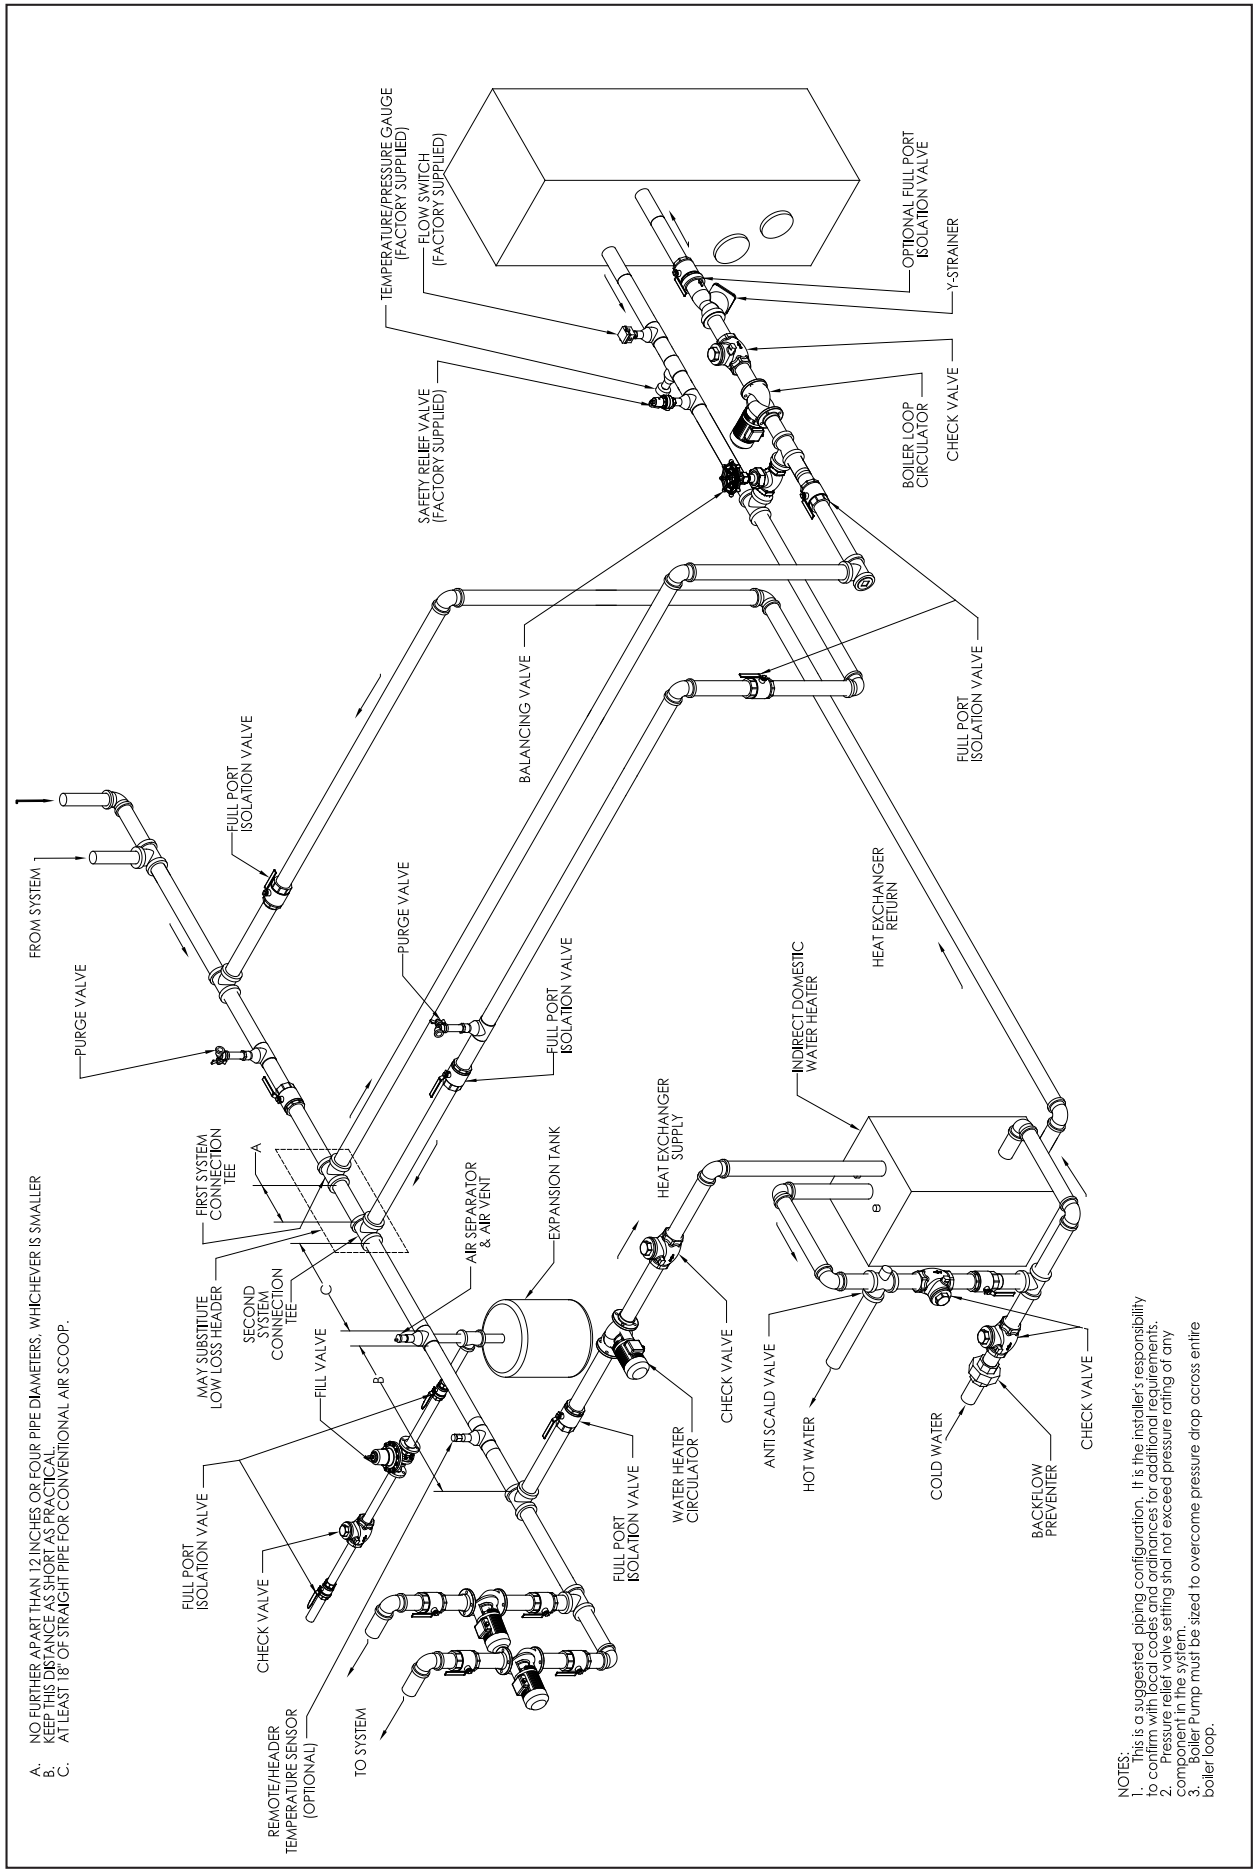 A. NO FURTHER APART THAN 12 INCHES OR FOUR PIPE DIAMETERS, WHICHEVER IS SMALLER
B. KEEP THIS DISTANCE AS SHORT AS PRACTICAL.
C. AT LEAST 18" OF STRAIGHT PIPE FOR CONVENTIONAL AIR SCOOP.
FROM SYSTEM
PURGE VALVE
FULL PORT
ISOLATION VALVE
TEMPERATURE/PRESSURE GAUGE
(FACTORY SUPPLIED)
FLOW SWITCH
(FACTORY SUPPLIED)
SAFETY RELIEF VALVE
(FACTORY SUPPLIED)
FIRST SYSTEM
CONNECTION
TEE
A
MAY SUBSTITUTE
LOW LOSS HEADER
SECOND
SYSTEM
CONNECTION
TEE
C
FILL VALVE
B
FULL PORT
ISOLATION VALVE
CHECK VALVE
REMOTE/HEADER
TEMPERATURE SENSOR
(OPTIONAL)
TO SYSTEM
PURGE VALVE
AIR SEPARATOR
& AIR VENT
EXPANSION TANK
FULL PORT
ISOLATION VALVE
BALANCING VALVE
FULL PORT
ISOLATION VALVE
WATER HEATER
CIRCULATOR
CHECK VALVE
HEAT EXCHANGER
SUPPLY
ANTI SCALD VALVE
HOT WATER
INDIRECT DOMESTIC
WATER HEATER
HEAT EXCHANGER
RETURN
OPTIONAL FULL PORT
ISOLATION VALVE
Y-STRAINER
CHECK VALVE
BOILER LOOP
CIRCULATOR
FULL PORT
ISOLATION VALVE
COLD WATER
BACKFLOW
PREVENTER
CHECK VALVE
NOTES:
1. This is a suggested piping configuration. It is the installer's responsibility
to confirm with local codes and ordinances for additional requirements.
2. Pressure relief valve setting shall not exceed pressure rating of any
component in the system.
3. Boiler Pump must be sized to overcome pressure drop across entire
boiler loop.